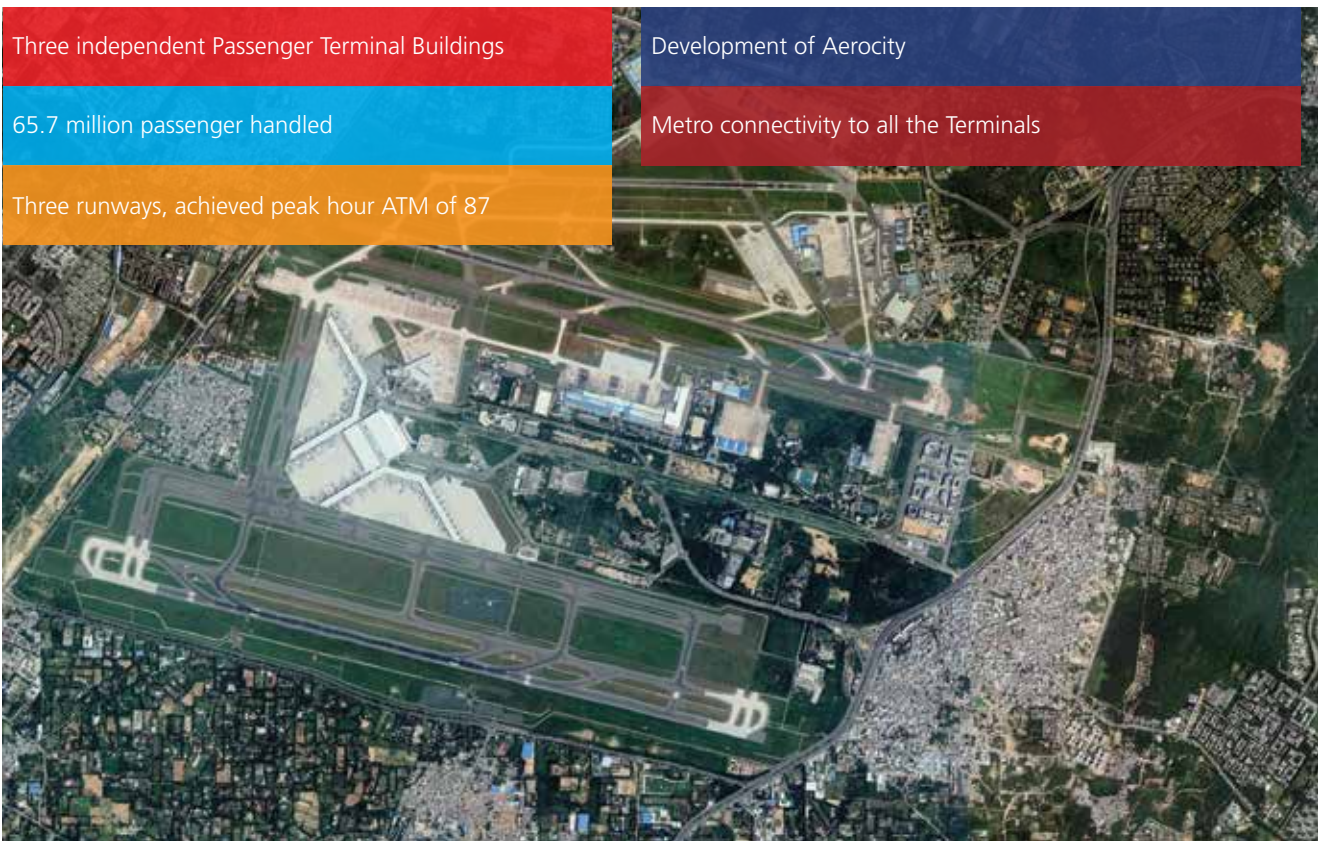 Three independent Passenger Terminal Buildings
65.7 million passenger handled
Three runways, achieved peak hour ATM of 87
Development of Aerocity
Metro connectivity to all the Terminals